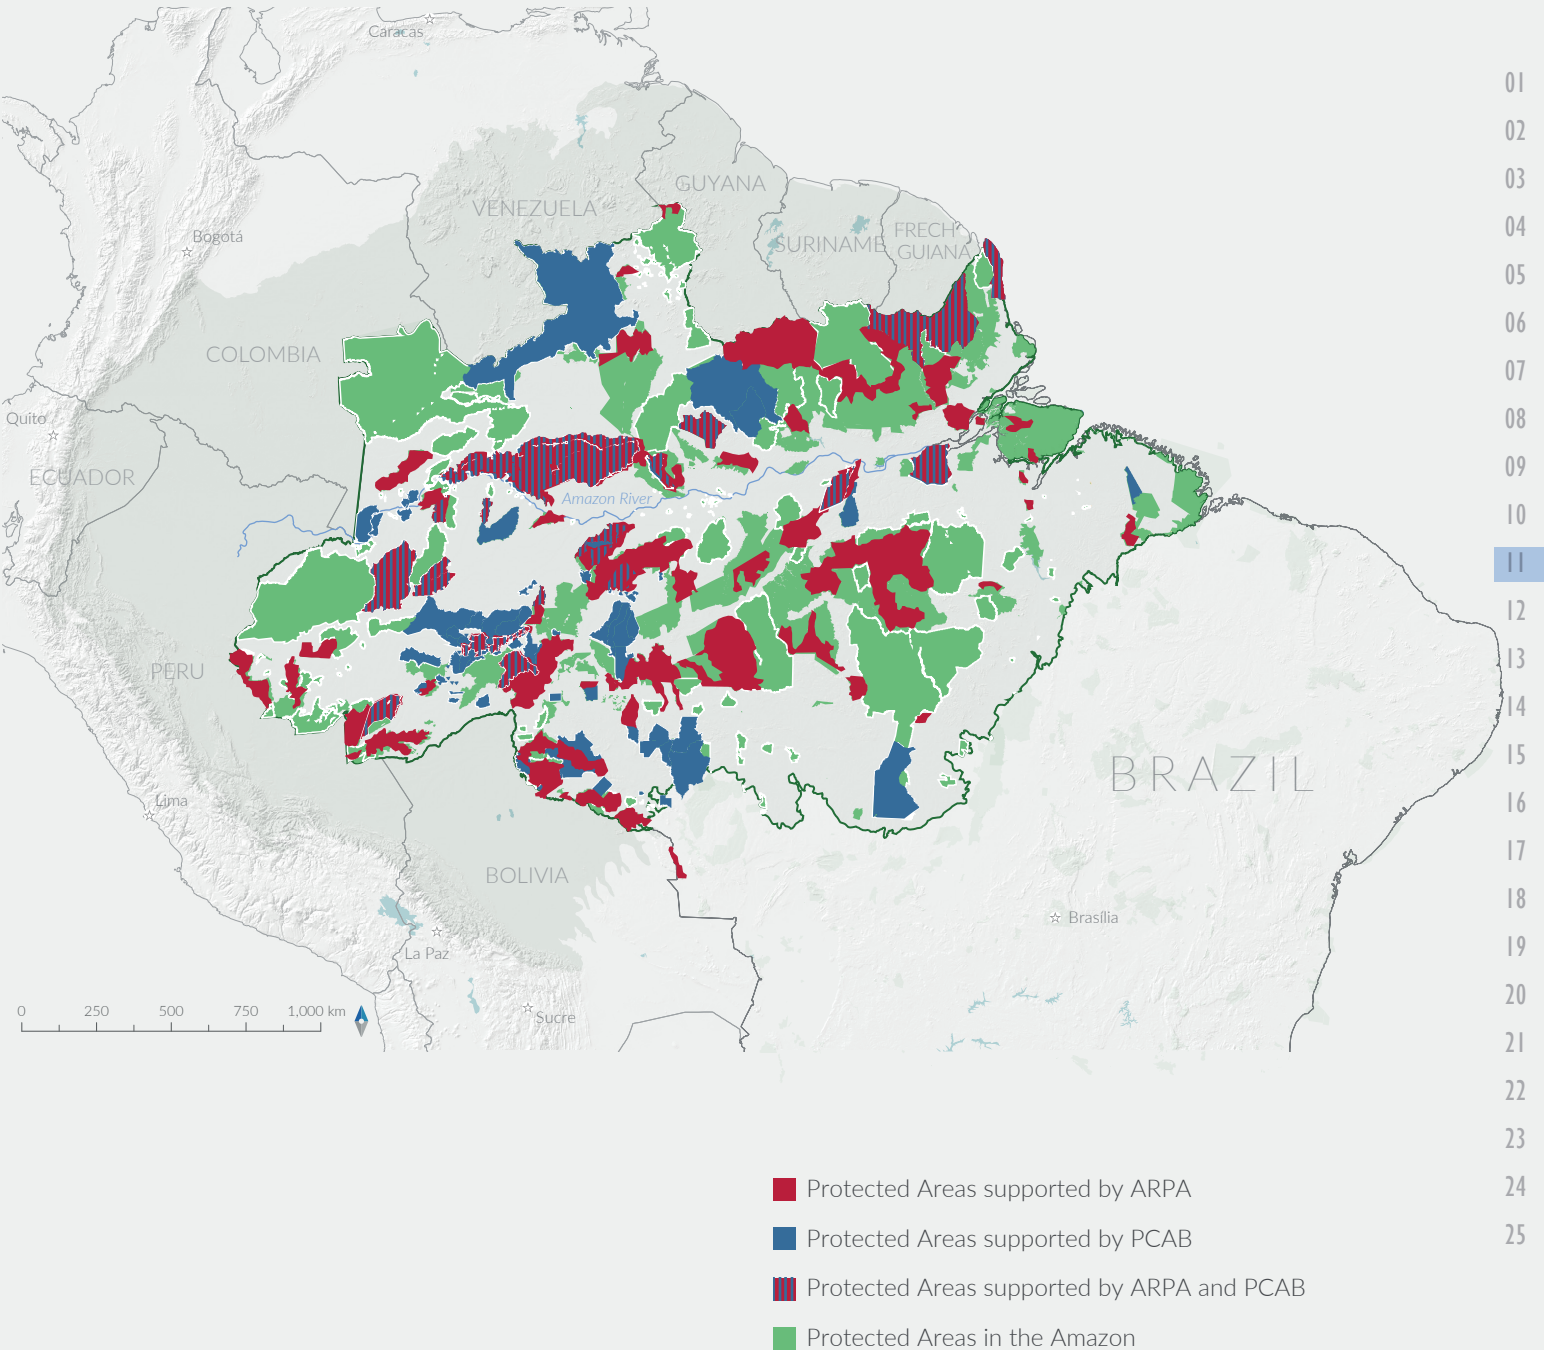 Caracas
01
02
GUYANA
03
VENEZUELA
FRECH
GUIANA
SURINAME
04
Bogotá
05
06
COLOMBIA
07
Quito
08
ECUADOR
09
Amazon River
10
11
12
PERU
13
14
BRAZIL
15
Lima
16
17
BOLIVIA
18
Brasília
19
La Paz
20
0 250 500 750 1,000 km
Sucre
21
22
23
Protected Areas supported by ARPA
24
Protected Areas supported by PCAB
25
Protected Areas supported by ARPA and PCAB
Protected Areas in the Amazon